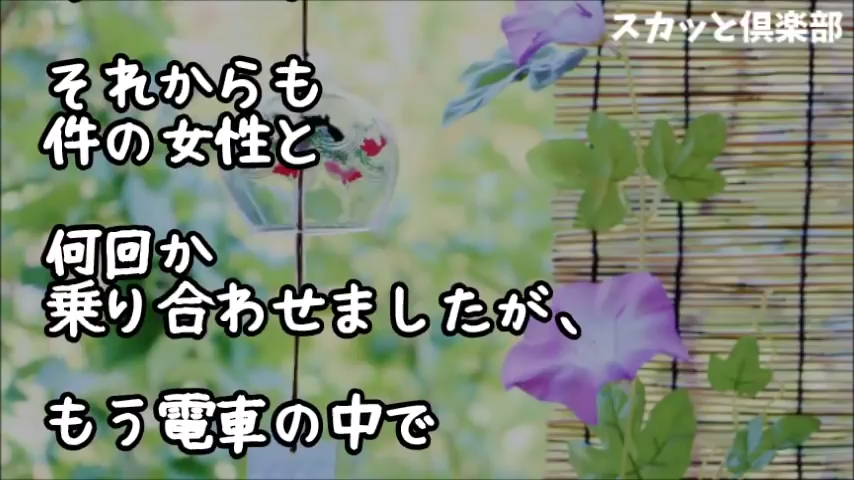 スカッと倶楽部
それからも
件の女性と
何回か
乗り合わせましたが、
もう電車の中で